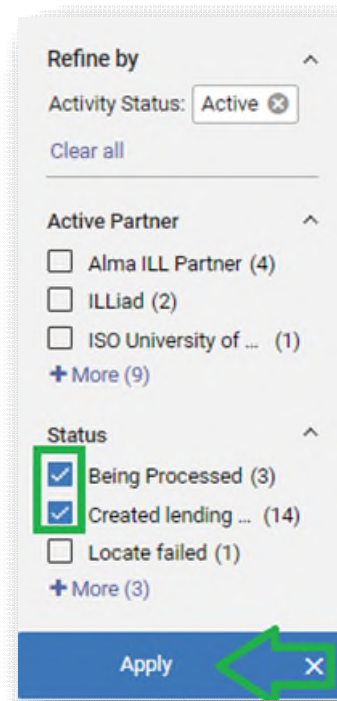 Refine by
Activity Status: Active
Clear all
Active Partner
Alma ILL Partner (4)
ILLiad (2)
ISO University of ... (1)
+ More (9)
Status
Being Processed (3)
Created lending ... (14)
Locate failed (1)
+ More (3)
Apply